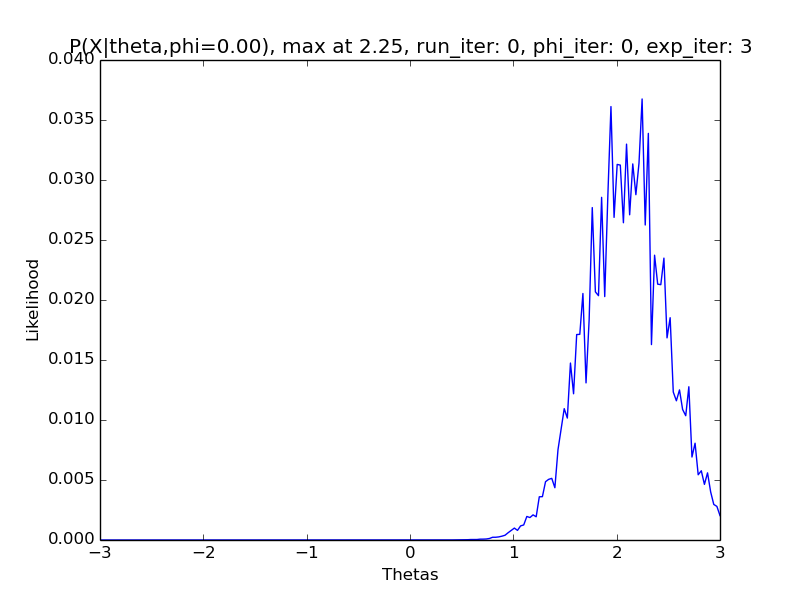 P(X|theta,phi=0.00), max at 2.25, run_iter: 0, phi_iter: 0, exp_iter: 3
0.040
0.035
0.030
0.025
0.020
0.015
0.010
0.005
0.000
Likelihood
−3 −2 −1 0 1 2 3
Thetas